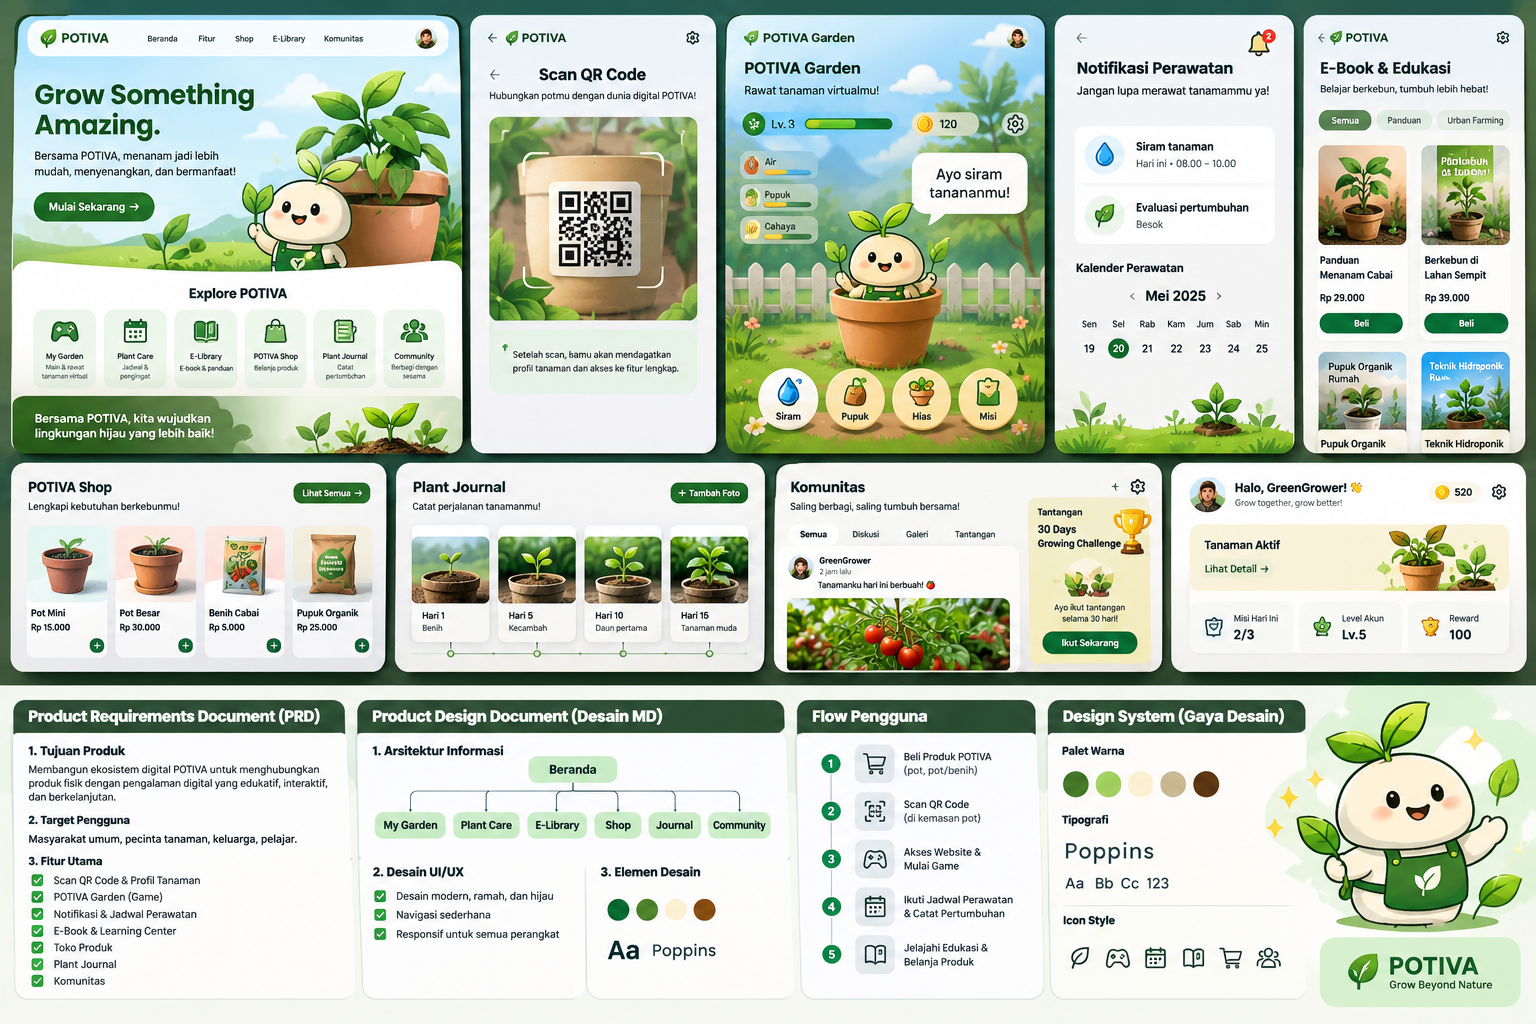 POTIVA
Beranda
Fitur
Shop
E-Library
Komunitas
Grow Something
Amazing.
Bersama POTIVA, menanam jadi lebih
mudah, menyenangkan, dan bermanfaat!
Mulai Sekarang →
Explore POTIVA
My Garden
Main & rawat
tanaman virtual
Plant Care
Jadwal &
E-Library
E-book & panduan
POTIVA Shop
Belanja produk
Plant Journal
Catat
Community
Berbagi dengan
sesama
Bersama POTIVA, kita wujudkan
lingkungan hijau yang lebih baik!
← POTIVA
← Scan QR Code
Hubungkan potmu dengan dunia digital POTIVA!
Setelah scan, kamu akan mendagatkan
profil tanaman dan akses ke fitur lengkap.
POTIVA Garden
POTIVA Garden
Rawat tanaman virtualmu!
Lv. 3
120
Air
Pupuk
Cahaya
Ayo siram
tanananmu!
Siram
Pupuk
Hias
Misi
←
2
Notifikasi Perawatan
Jangan lupa merawat tanamammu ya!
Siram tanaman
Hari ini • 08.00 - 10.00
Evaluasi pertumbuhan
Besok
Kalender Perawatan
< Mei 2025 >
Sen Sel Rab Kam Jum Sab Min
19 20 21 22 23 24 25
← POTIVA
E-Book & Edukasi
Belajar berkebun, tumbuh lebih hebat!
Semua
Panduan
Urban Farming
Panduan
Menanam Cabai
Rp 29.000
Beli
Berkebun di
Lahan Sempit
Rp 39.000
Beli
Pupuk Organik
Rumah
Pupuk Organik
Teknik Hidroponik
Teknik Hidroponik
POTIVA Shop
Lengkapi kebutuhan berkebunmu!
Lihat Semua →
Pot Mini
Rp 15.000
Pot Besar
Rp 30.000
Benih Cabai
Rp 5.000
Pupuk Organik
Rp 25.000
Plant Journal
Catat perjalanan tanamanmu!
+ Tambah Foto
Hari 1
Benih
Hari 5
Kecambah
Hari 10
Daun pertama
Hari 15
Tanaman muda
Komunitas
Saling berbagi, saling tumbuh bersama!
+
Semua
Diskusi
Galeri
Tantangan
GreenGrower
2 jam lalu
Tanamanku hari ini berbuah! 🍅
Tantangan
30 Days
Growing Challenge
Ayo ikut tantangan
selama 30 hari!
Ikut Sekarang
Halo, GreenGrower! 👋
Grow together, grow better!
520
Tanaman Aktif
Lihat Detail →
Misi Hari Ini
2/3
Level Akun
Lv.5
Reward
100
Product Requirements Document (PRD)
1. Tujuan Produk
Membangun ekosistem digital POTIVA untuk menghubungkan
produk fisik dengan pengalaman digital yang edukatif, interaktif,
dan berkelanjutan.
2. Target Pengguna
Masyarakat umum, pecinta tanaman, keluarga, pelajar.
3. Fitur Utama
Scan QR Code & Profil Tanaman
POTIVA Garden (Game)
Notifikasi & Jadwal Perawatan
E-Book & Learning Center
Toko Produk
Plant Journal
Komunitas
Product Design Document (Desain MD)
1. Arsitektur Informasi
Beranda
My Garden
Plant Care
E-Library
Shop
Journal
Community
2. Desain UI/UX
Desain modern, ramah, dan hijau
Navigasi sederhana
Responsif untuk semua perangkat
3. Elemen Desain
Aa Poppins
Flow Pengguna
1 Beli Produk POTIVA
(pot, pot/benih)
2 Scan QR Code
(di kemasan pot)
3 Akses Website &
Mulai Game
4 Ikuti Jadwal Perawatan
& Catat Pertumbuhan
5 Jelajahi Edukasi &
Belanja Produk
Design System (Gaya Desain)
Palet Warna
Tipografi
Poppins
Aa Bb Cc 123
Icon Style
POTIVA
Grow Beyond Nature